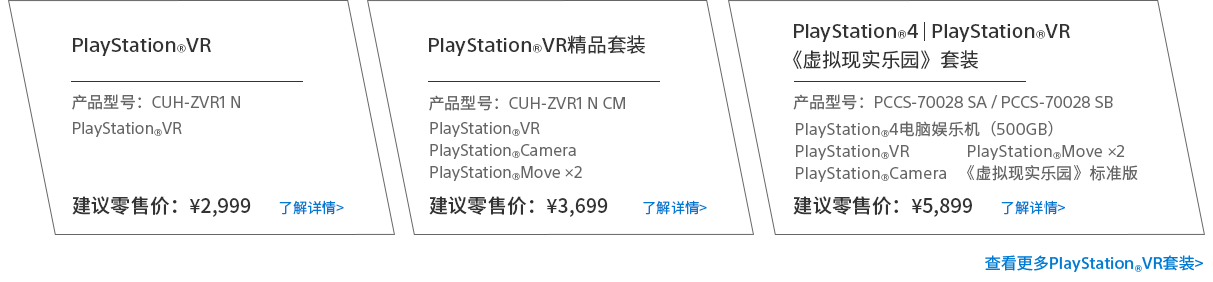 PlayStation®VR
产品型号：CUH-ZVR1 N
PlayStation®VR
建议零售价：¥2,999 了解详情>
PlayStation®VR精品套装
产品型号：CUH-ZVR1 N CM
PlayStation®VR
PlayStation®Camera
PlayStation®Move ×2
建议零售价：¥3,699 了解详情>
PlayStation®4 | PlayStation®VR
《虚拟现实乐园》套装
产品型号：PCCS-70028 SA / PCCS-70028 SB
PlayStation®4电脑娱乐机（500GB）
PlayStation®VR PlayStation®Move ×2
PlayStation®Camera 《虚拟现实乐园》标准版
建议零售价：¥5,899 了解详情>
查看更多PlayStation®VR套装>